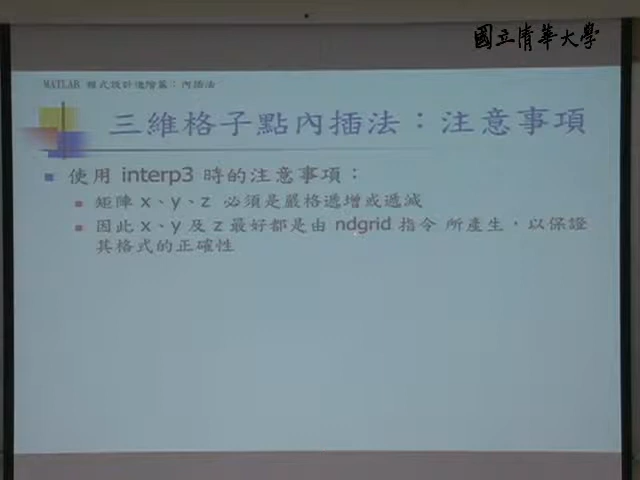 國立清華大學
MATLAB 程式設計進階篇：內插法
三維格子點內插法：注意事項
使用 interp3 時的注意事項：
矩陣 x、y、z 必須是嚴格遞增或遞減
因此 x、y 及 z 最好都是由 ndgrid 指令 所產生，以保證
其格式的正確性